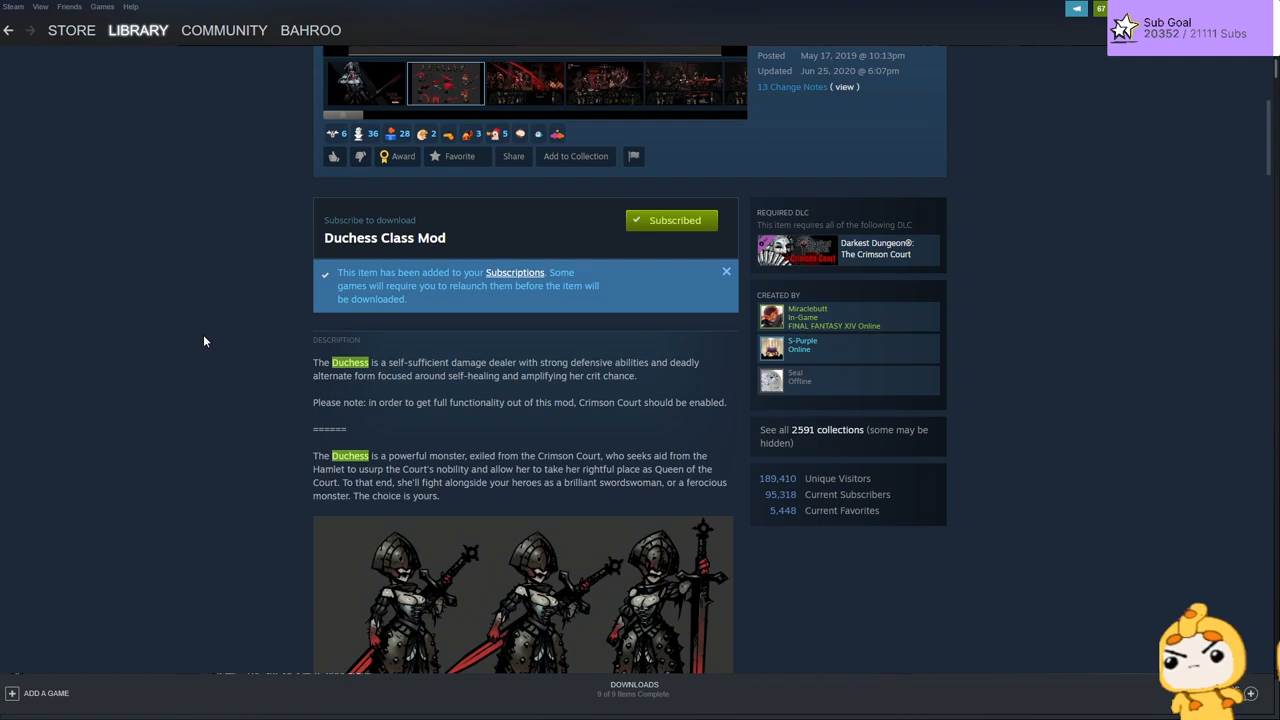 Steam View Friends Games Help
67
Sub Goal
20352 / 21111 Subs
STORE LIBRARY COMMUNITY BAHROO
Posted May 17, 2019 @ 10:13pm
Updated Jun 25, 2020 @ 6:07pm
13 Change Notes ( view )
6 36 28 2 3 5
Award Favorite Share Add to Collection
Subscribe to download
Duchess Class Mod
Subscribed
This item has been added to your Subscriptions. Some
games will require you to relaunch them before the item will
be downloaded.
DESCRIPTION
The Duchess is a self-sufficient damage dealer with strong defensive abilities and deadly
alternate form focused around self-healing and amplifying her crit chance.
Please note: in order to get full functionality out of this mod, Crimson Court should be enabled.
======
The Duchess is a powerful monster, exiled from the Crimson Court, who seeks aid from the
Hamlet to usurp the Court's nobility and allow her to take her rightful place as Queen of the
Court. To that end, she'll fight alongside your heroes as a brilliant swordswoman, or a ferocious
monster. The choice is yours.
REQUIRED DLC
This item requires all of the following DLC
Darkest Dungeon®:
The Crimson Court
CREATED BY
Miraclebutt
In-Game
FINAL FANTASY XIV Online
S-Purple
Online
Seal
Offline
See all 2591 collections (some may be
hidden)
189,410 Unique Visitors
95,318 Current Subscribers
5,448 Current Favorites
ADD A GAME
DOWNLOADS
9 of 9 Items Complete